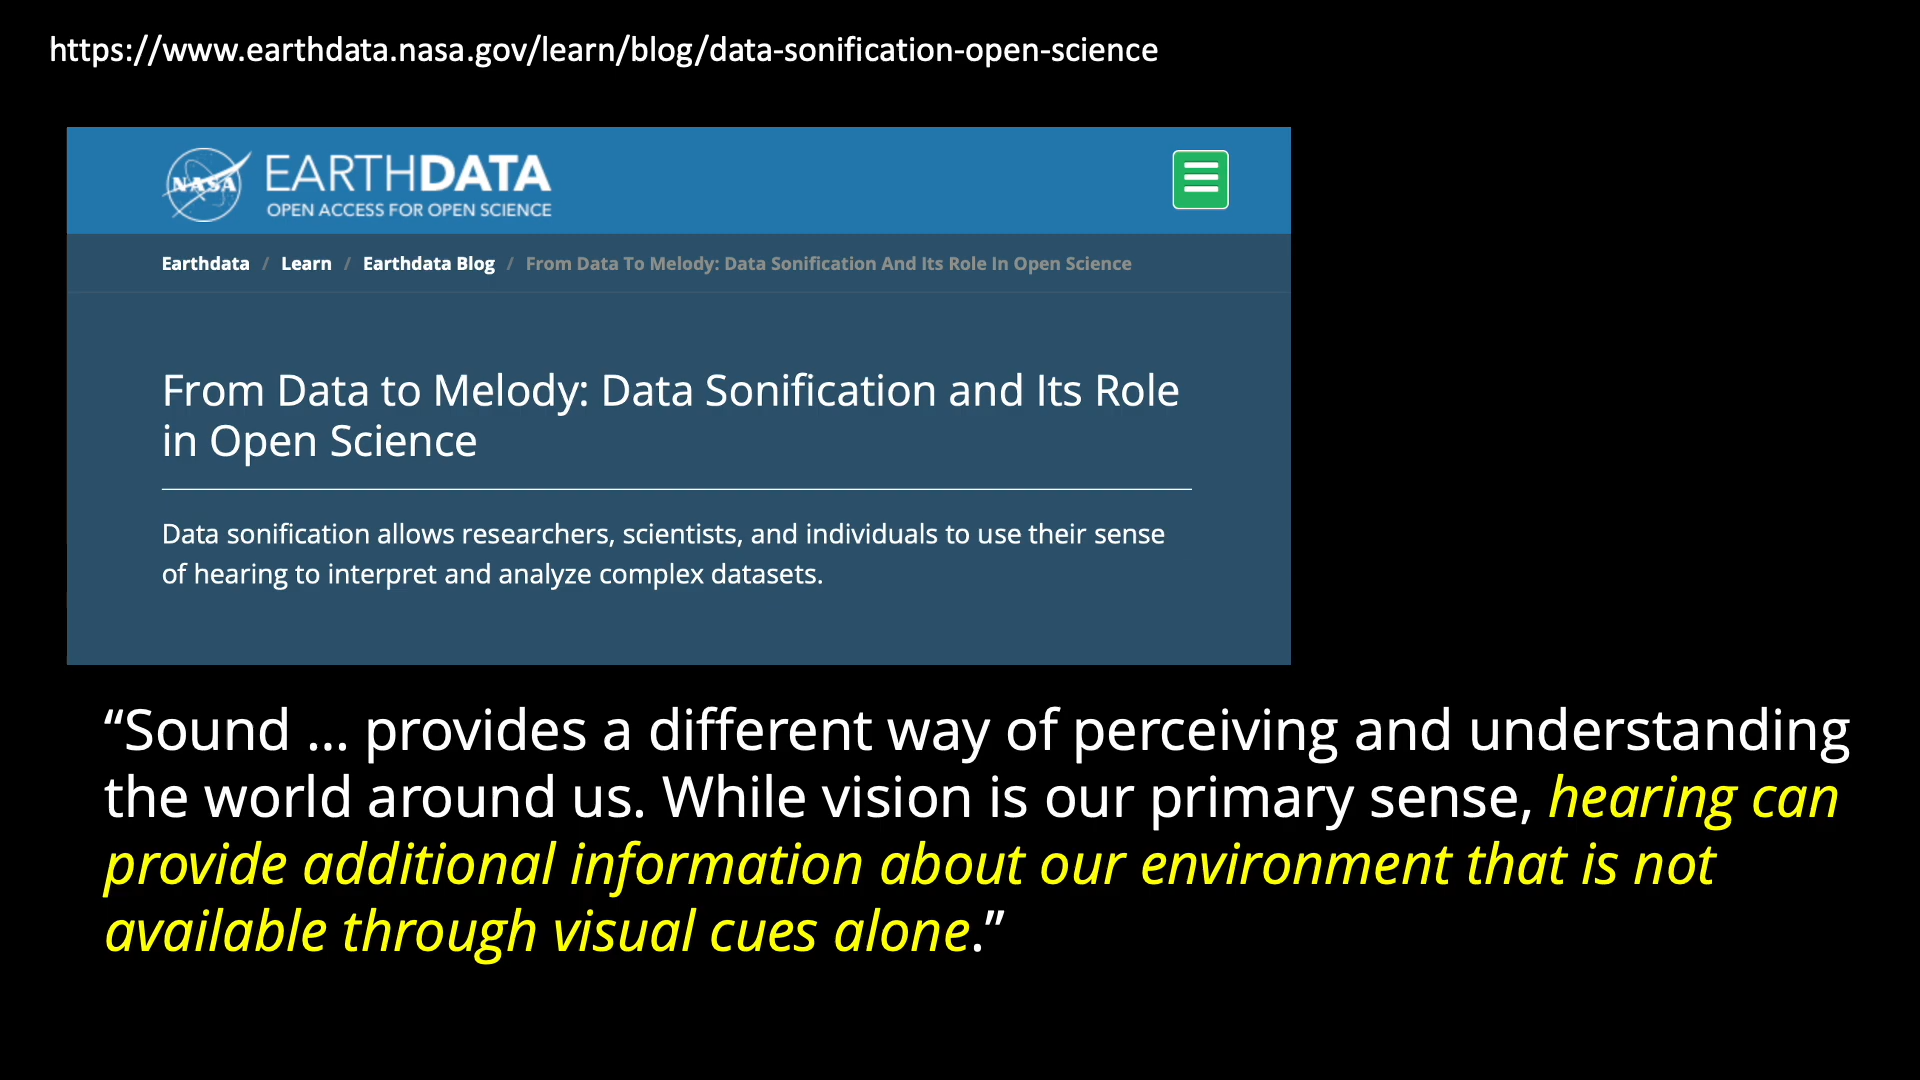 https://www.earthdata.nasa.gov/learn/blog/data-sonification-open-science
NASA
EARTHDATA
OPEN ACCESS FOR OPEN SCIENCE
Earthdata / Learn / Earthdata Blog / From Data To Melody: Data Sonification And Its Role In Open Science
From Data to Melody: Data Sonification and Its Role
in Open Science
Data sonification allows researchers, scientists, and individuals to use their sense
of hearing to interpret and analyze complex datasets.
“Sound ... provides a different way of perceiving and understanding
the world around us. While vision is our primary sense, hearing can
provide additional information about our environment that is not
available through visual cues alone.”